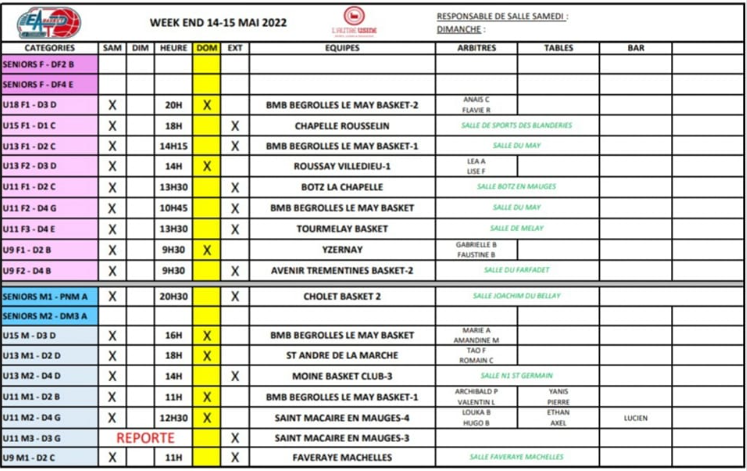 WEEK END 14-15 MAI 2022
RESPONSABLE DE SALLE SAMEDI :
DIMANCHE :
CATEGORIES SAM DIM HEURE DOM EXT EQUIPES ARBITRES TABLES BAR
SENIORS F - DF2 B
SENIORS F - DF4 E
U18 F1 - D3 D X 20H X BMB BEGROLLES LE MAY BASKET-2 ANAIS C
FLAVIE R
U15 F1 - D1 C X 18H X CHAPELLE ROUSSELIN SALLE DE SPORTS DES BLANDERIES
U13 F1 - D2 C X 14H15 X BMB BEGROLLES LE MAY BASKET-1 SALLE DU MAY
U13 F2 - D3 D X 14H X ROUSSAY VILLEDIEU-1 LEA A
LISE F
U11 F1 - D2 C X 13H30 X BOTZ LA CHAPELLE SALLE BOTZ EN MAUGES
U11 F2 - D4 G X 10H45 X BMB BEGROLLES LE MAY BASKET SALLE DU MAY
U11 F3 - D4 E X 13H30 X TOURMELAY BASKET SALLE DE MELAY
U9 F1 - D2 B X 9H30 X YZERNAY GABRIELLE B
FAUSTINE B
U9 F2 - D4 B X 9H30 X AVENIR TREMENTINES BASKET-2 SALLE DU FARFADET
SENIORS M1 - PNM A X 20H30 X CHOLET BASKET 2 SALLE JOACHIM DU BELLAY
SENIORS M2 - DM3 A
U15 M - D3 D X 16H X BMB BEGROLLES LE MAY BASKET MARIE A
AMANDINE M
U13 M1 - D2 D X 18H X ST ANDRE DE LA MARCHE TAO F
ROMAIN C
U13 M2 - D4 D X 14H X MOINE BASKET CLUB-3 SALLE N1 ST GERMAIN
U11 M1 - D2 B X 11H X BMB BEGROLLES LE MAY BASKET-1 ARCHIBALD P YANIS
VALENTIN L PIERRE
U11 M2 - D4 G X 12H30 X SAINT MACAIRE EN MAUGES-4 LOUKA B ETHAN LUCIEN
HUGO B AXEL
U11 M3 - D3 G REPORTE X SAINT MACAIRE EN MAUGES-3
U9 M1 - D2 C X 11H X FAVERAYE MACHELLES SALLE FAVERAYE MACHELLES